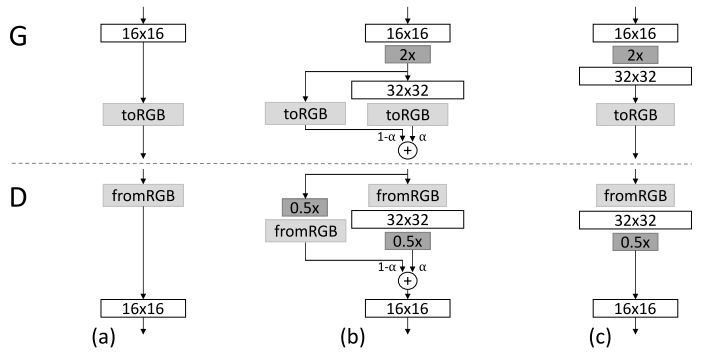 G
16x16
toRGB
16x16
2x
32x32
toRGB
toRGB
1-α
α
+
16x16
2x
32x32
toRGB
D
fromRGB
16x16
0.5x
fromRGB
fromRGB
32x32
0.5x
1-α
α
+
16x16
fromRGB
32x32
0.5x
16x16
(a)
(b)
(c)